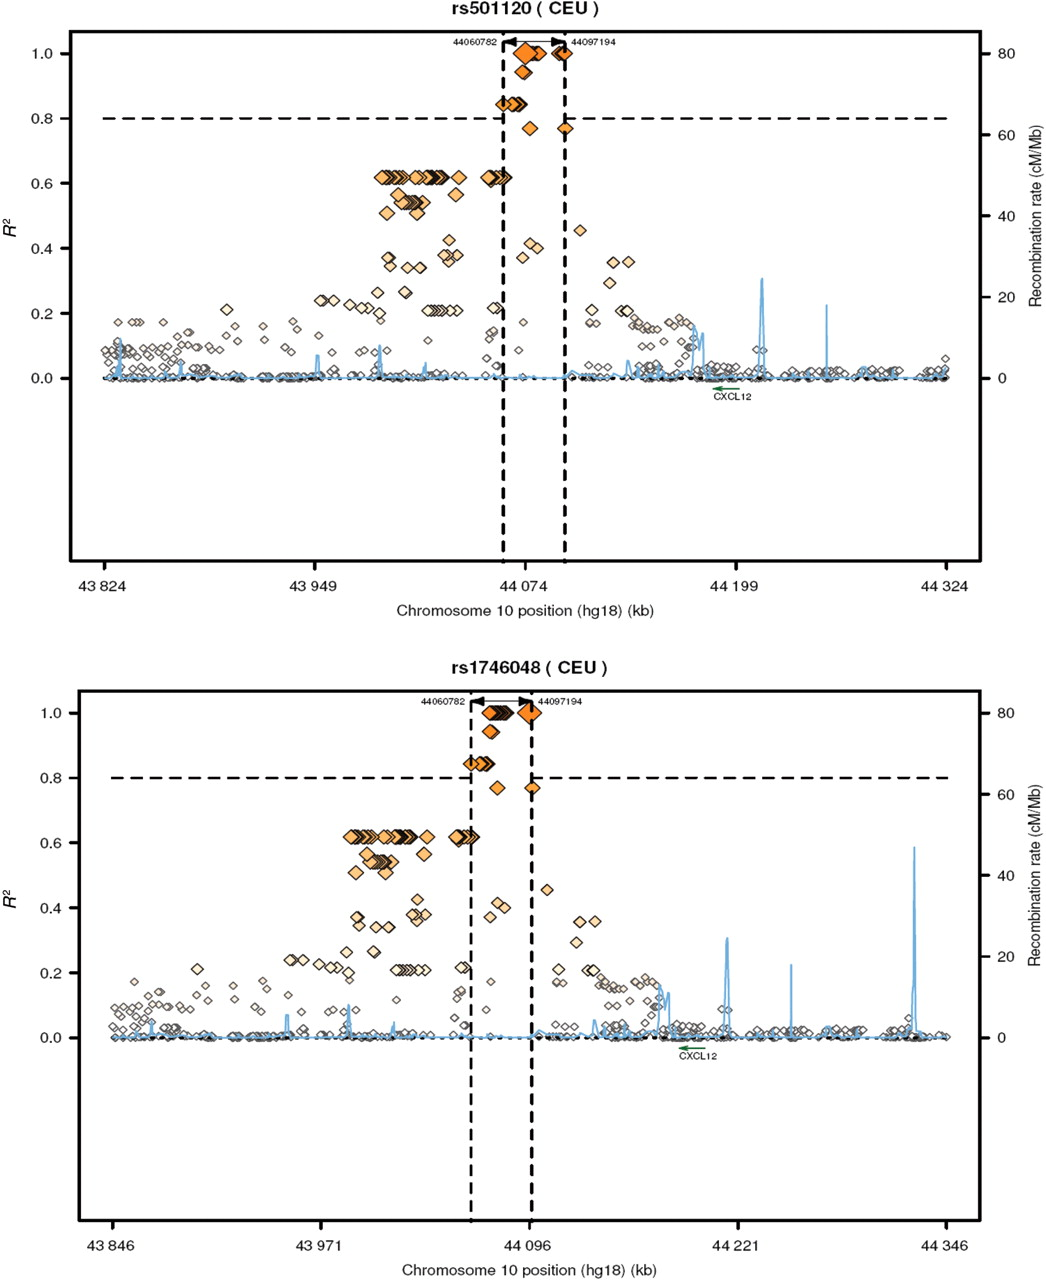 rs501120 ( CEU )
44060782 44097194
1.0 80
0.8
60
0.6
40
0.4
20
0.2
0.0 0
R²
Recombination rate (cM/Mb)
CXCL12
43 824 43 949 44 074 44 199 44 324
Chromosome 10 position (hg18) (kb)
rs1746048 ( CEU )
44060782 44097194
1.0 80
0.8
60
0.6
40
0.4
20
0.2
0.0 0
R²
Recombination rate (cM/Mb)
CXCL12
43 846 43 971 44 096 44 221 44 346
Chromosome 10 position (hg18) (kb)